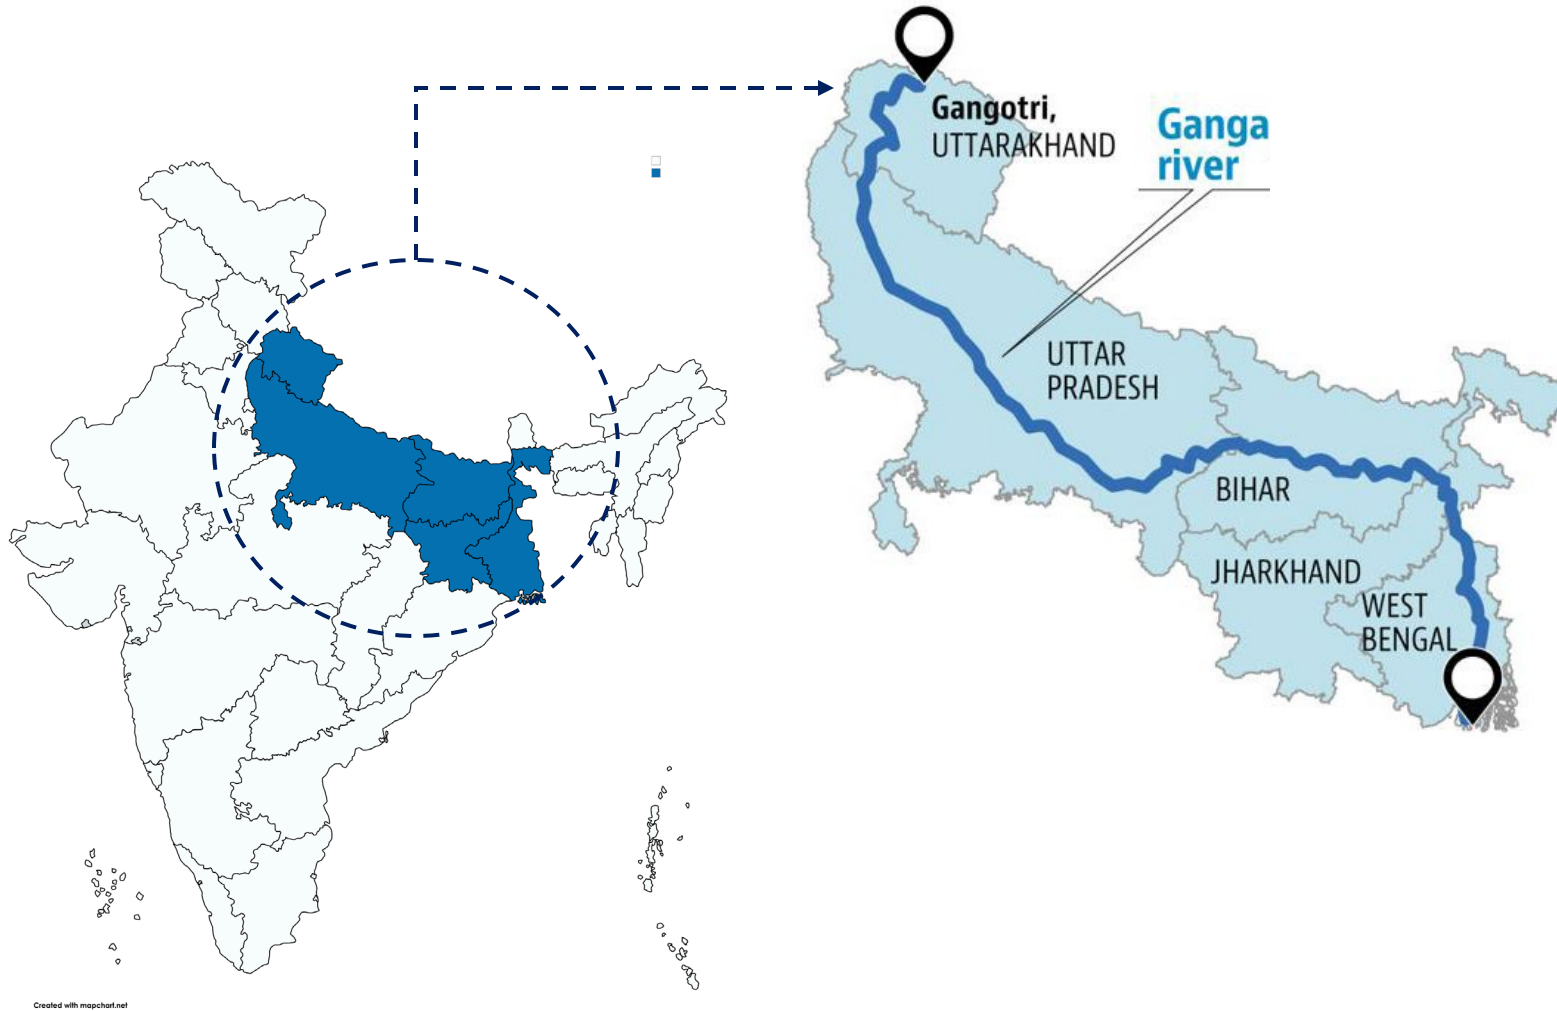 Gangotri,
UTTARAKHAND
Ganga
river
UTTAR
PRADESH
BIHAR
JHARKHAND
WEST
BENGAL
Created with mapchart.net